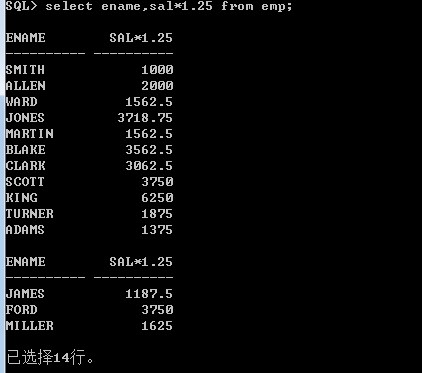 SQL> select ename,sal*1.25 from emp;
ENAME        SAL*1.25
---------- ----------
SMITH            1000
ALLEN            2000
WARD           1562.5
JONES         3718.75
MARTIN         1562.5
BLAKE          3562.5
CLARK          3062.5
SCOTT            3750
KING             6250
TURNER           1875
ADAMS            1375
ENAME        SAL*1.25
---------- ----------
JAMES          1187.5
FORD             3750
MILLER           1625
已选择14行。